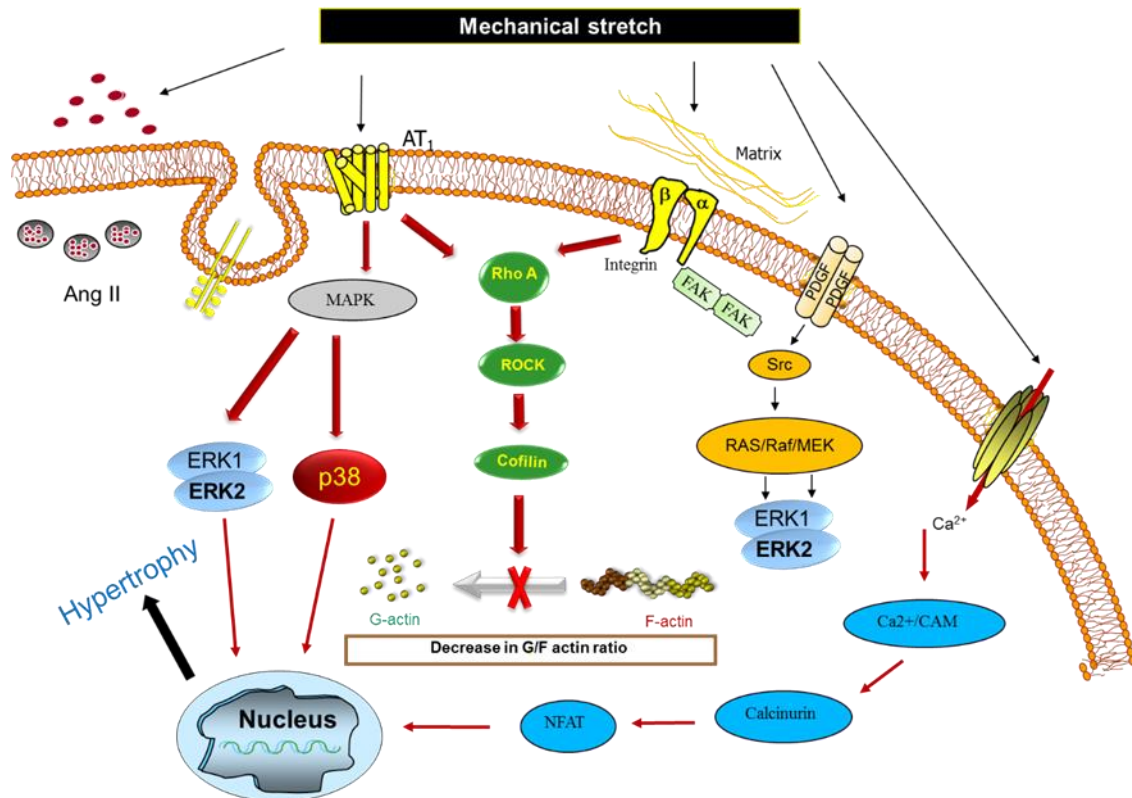 Mechanical stretch
AT1
Matrix
β
α
Integrin
Ang II
MAPK
Rho A
FAK
FAK
PDGF
PDGF
ROCK
Src
ERK1
ERK2
p38
Cofilin
RAS/Raf/MEK
ERK1
ERK2
Ca2+
Hypertrophy
X
G-actin
F-actin
Decrease in G/F actin ratio
Ca2+/CAM
Nucleus
NFAT
Calcinurin